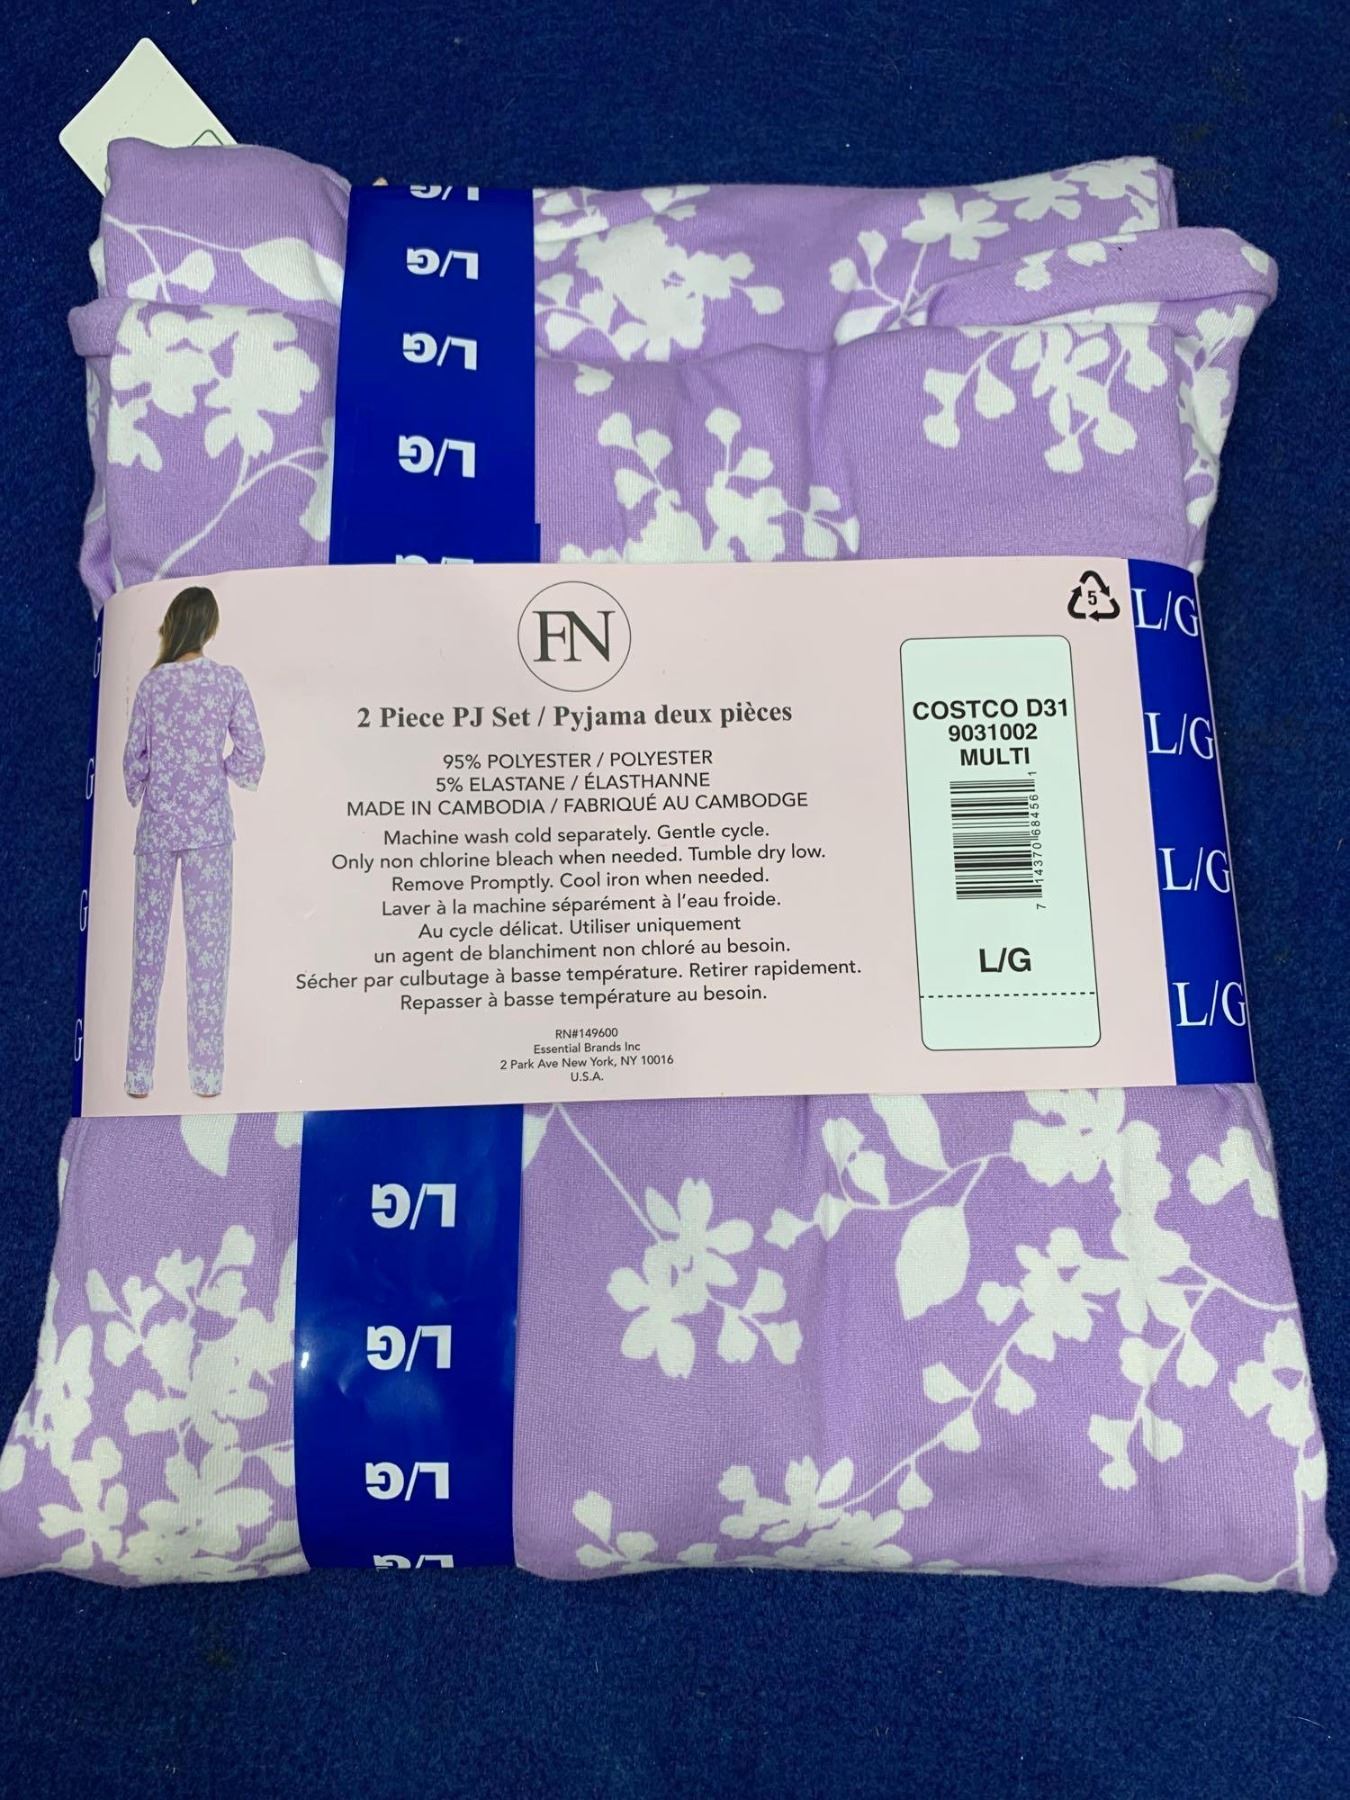 L/G
L/G
L/G
L/G
L/G
FN
2 Piece PJ Set / Pyjama deux pièces
95% POLYESTER / POLYESTER
5% ELASTANE / ÉLASTHANNE
MADE IN CAMBODIA / FABRIQUÉ AU CAMBODGE
Machine wash cold separately. Gentle cycle.
Only non chlorine bleach when needed. Tumble dry low.
Remove Promptly. Cool iron when needed.
Laver à la machine séparément à l'eau froide.
Au cycle délicat. Utiliser uniquement
un agent de blanchiment non chloré au besoin.
Sécher par culbutage à basse température. Retirer rapidement.
Repasser à basse température au besoin.
RN#149600
Essential Brands Inc
2 Park Ave New York, NY 10016
U.S.A.
5
COSTCO D31
9031002
MULTI
7 14370 68456 1
L/G
L/G
L/G
L/G
L/G
G
G
G
G
L/G
L/G
L/G
L/G